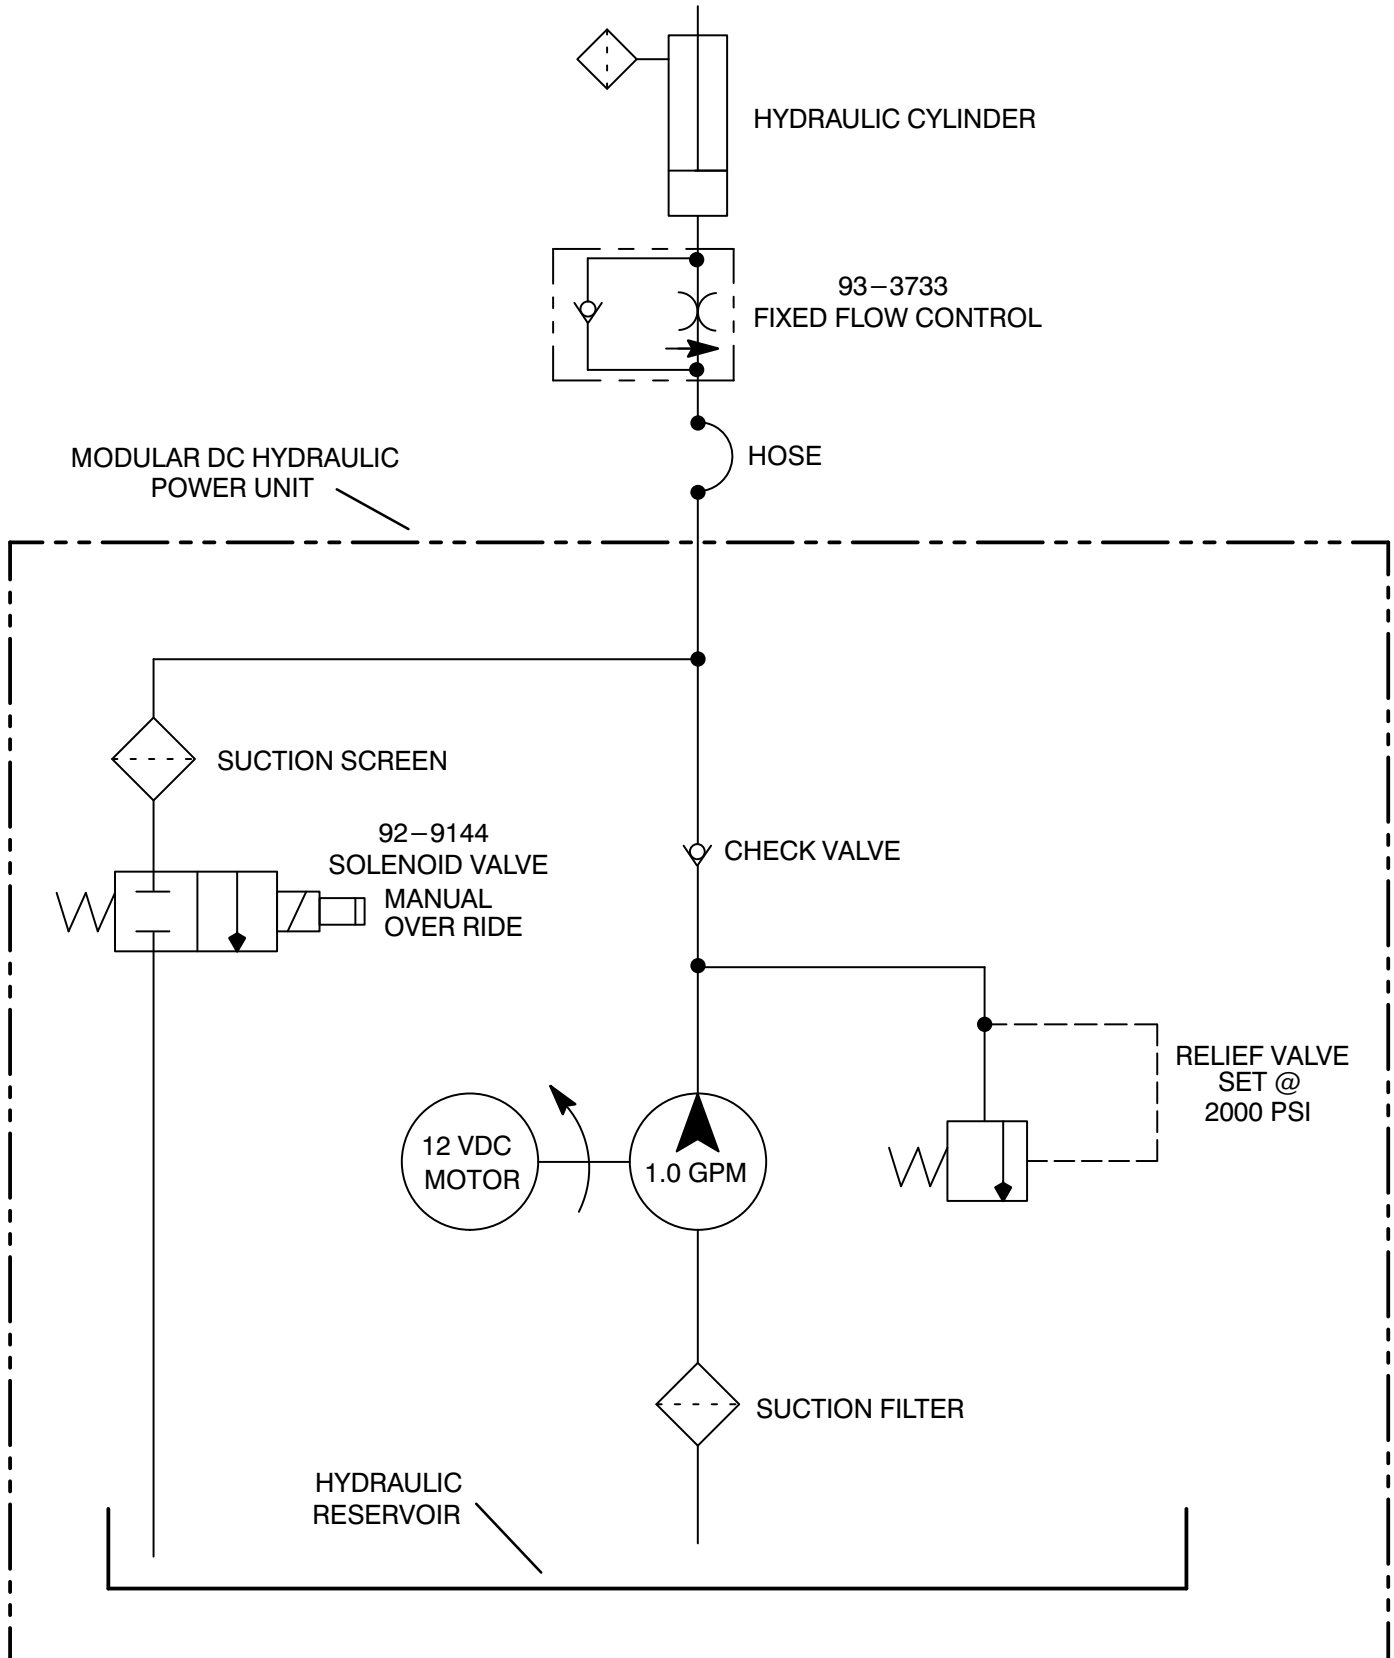 HYDRAULIC CYLINDER
93–3733
FIXED FLOW CONTROL
HOSE
MODULAR DC HYDRAULIC
POWER UNIT
SUCTION SCREEN
92–9144
SOLENOID VALVE
MANUAL
OVER RIDE
CHECK VALVE
RELIEF VALVE
SET @
2000 PSI
12 VDC
MOTOR
1.0 GPM
SUCTION FILTER
HYDRAULIC
RESERVOIR